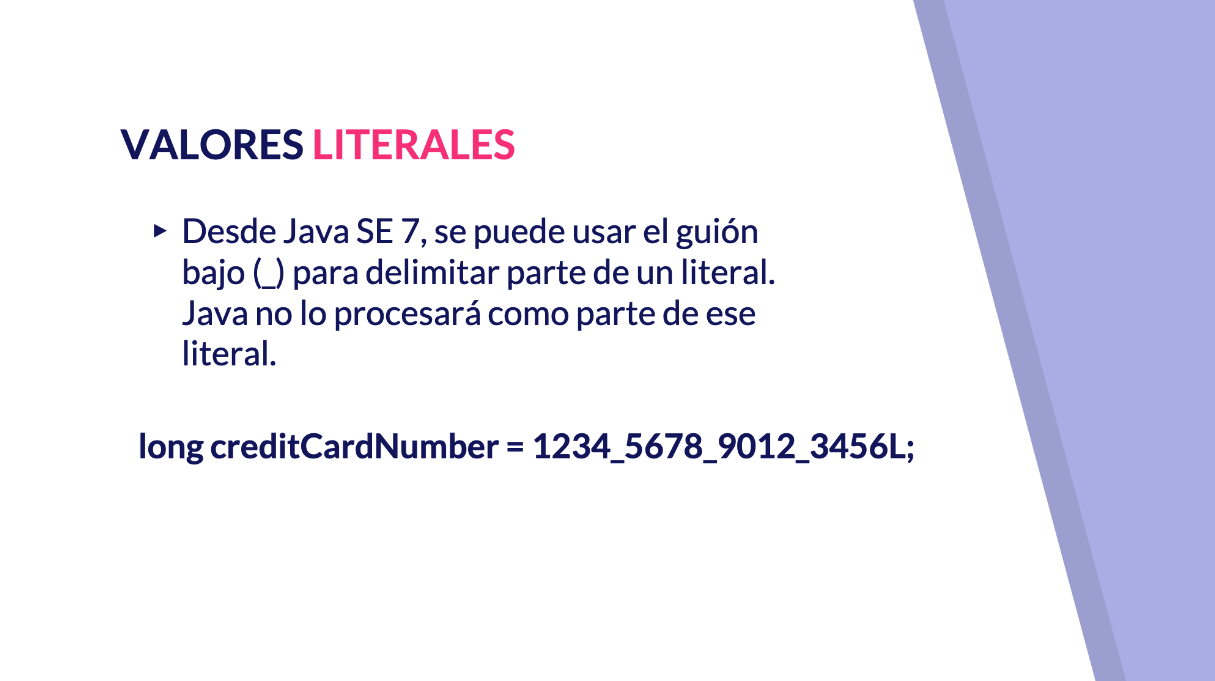 VALORES LITERALES
▸ Desde Java SE 7, se puede usar el guión
bajo (_) para delimitar parte de un literal.
Java no lo procesará como parte de ese
literal.
long creditCardNumber = 1234_5678_9012_3456L;